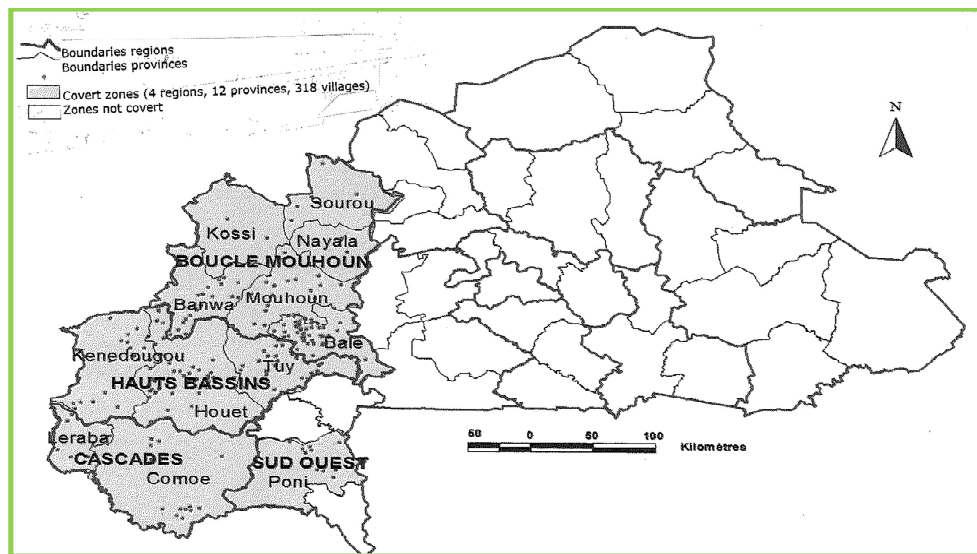 Boundaries regions
Boundaries provinces
Covert zones (4 regions, 12 provinces, 318 villages)
Zones not covert
N
Sourou
Kossi
Nayala
BOUCLE MOUHOUN
Banwa
Mouhoun
Bale
Kenedougou
Tuy
HAUTS BASSINS
Houet
Leraba
CASCADES
SUD OUEST
Comoe
Poni
50 0 50 100 Kilomètres